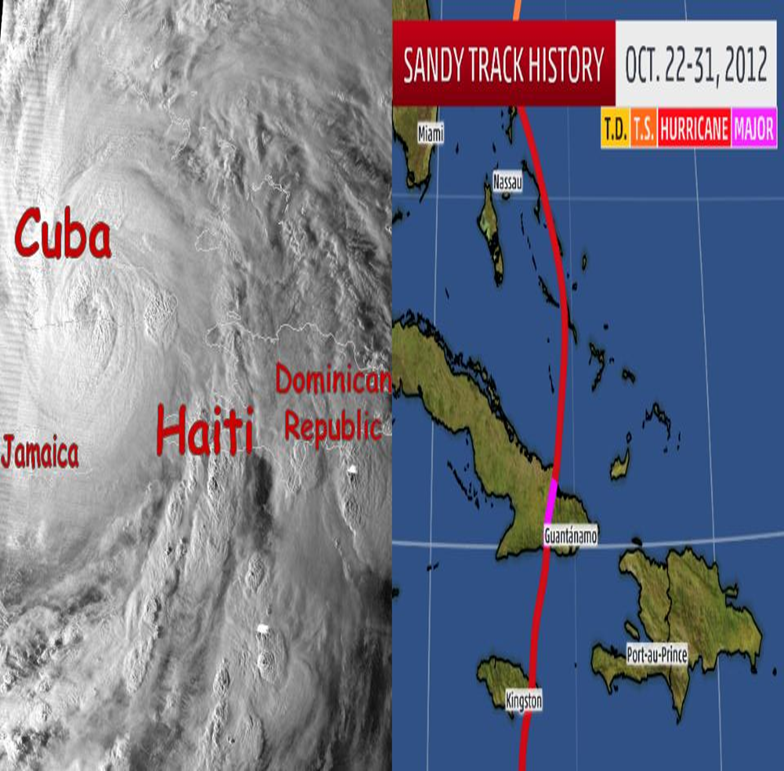 Cuba
Dominican
Republic
Haiti
Jamaica
SANDY TRACK HISTORY OCT. 22-31, 2012
T.D. T.S. HURRICANE MAJOR
Miami
Nassau
Guantánamo
Port-au-Prince
Kingston